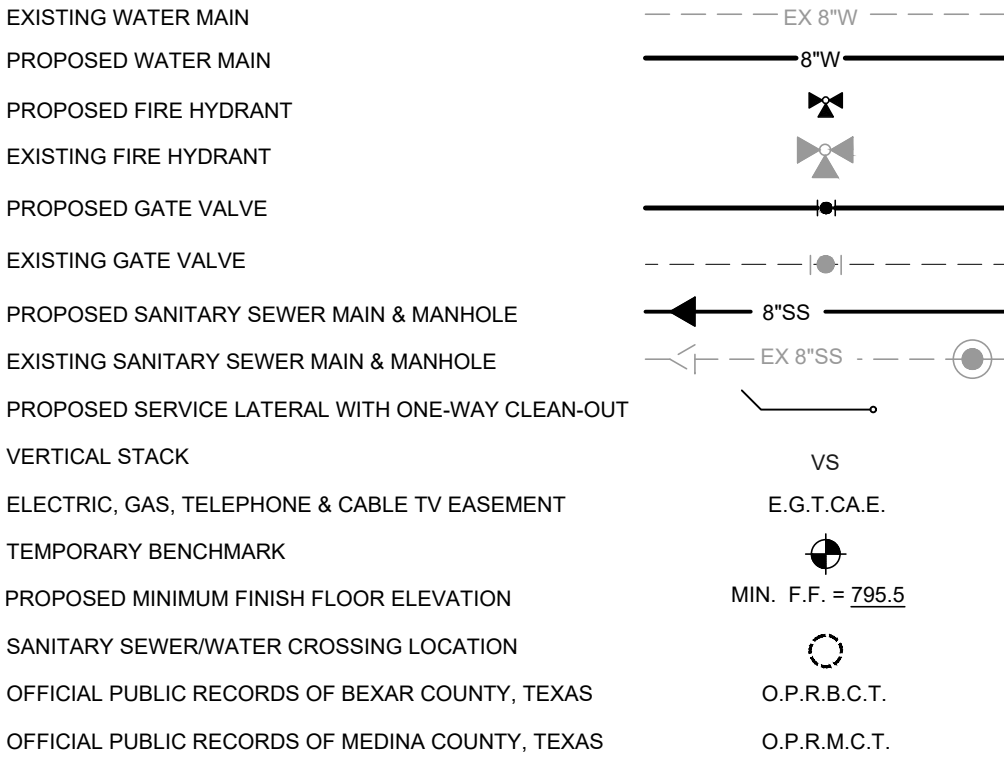 EXISTING WATER MAIN EX 8"W
PROPOSED WATER MAIN 8"W
PROPOSED FIRE HYDRANT
EXISTING FIRE HYDRANT
PROPOSED GATE VALVE
EXISTING GATE VALVE
PROPOSED SANITARY SEWER MAIN & MANHOLE 8"SS
EXISTING SANITARY SEWER MAIN & MANHOLE EX 8"SS
PROPOSED SERVICE LATERAL WITH ONE-WAY CLEAN-OUT
VERTICAL STACK VS
ELECTRIC, GAS, TELEPHONE & CABLE TV EASEMENT E.G.T.CA.E.
TEMPORARY BENCHMARK
PROPOSED MINIMUM FINISH FLOOR ELEVATION MIN. F.F. = 795.5
SANITARY SEWER/WATER CROSSING LOCATION
OFFICIAL PUBLIC RECORDS OF BEXAR COUNTY, TEXAS O.P.R.B.C.T.
OFFICIAL PUBLIC RECORDS OF MEDINA COUNTY, TEXAS O.P.R.M.C.T.